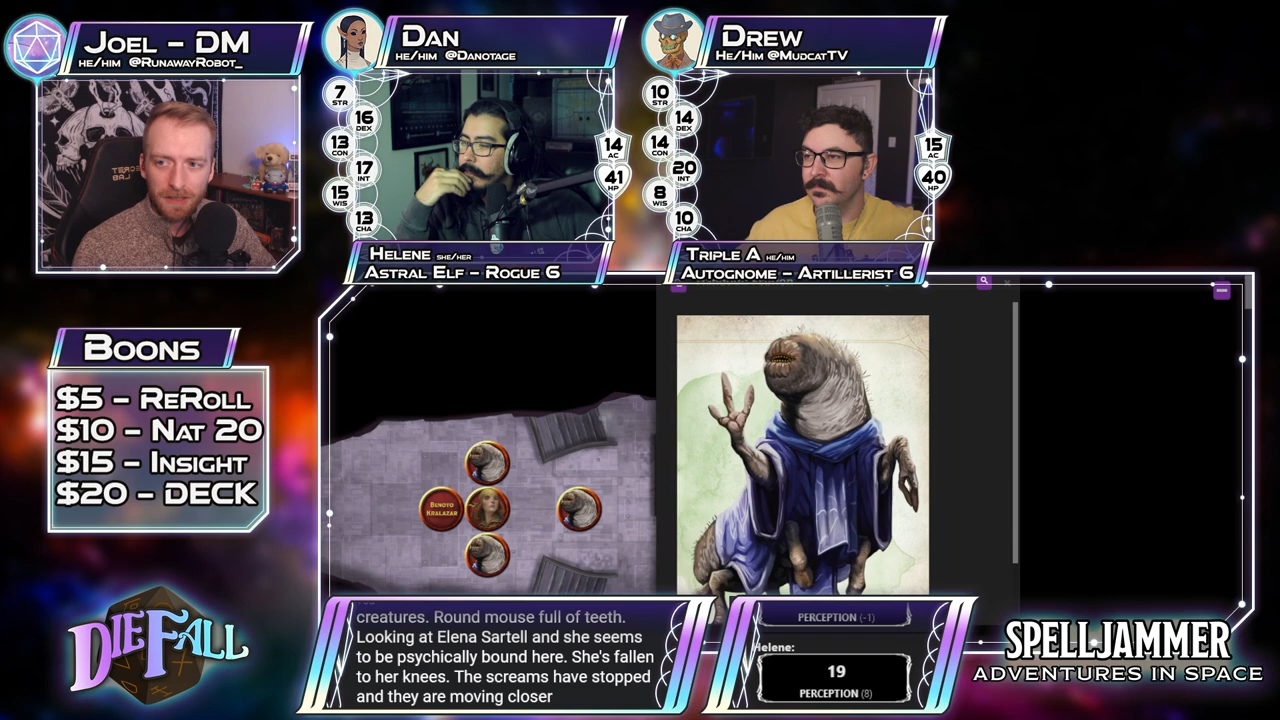 Joel - DM
he/him @RunawayRobot_
Dan
he/him @Danotage
Drew
He/Him @MudcatTV
7
STR
16
DEX
13
CON
17
INT
15
WIS
13
CHA
14
AC
41
HP
10
STR
14
DEX
14
CON
20
INT
8
WIS
10
CHA
15
AC
40
HP
SECRET
LAB
Helene she/her
Astral Elf - Rogue 6
Triple A he/him
Autognome - Artillerist 6
Boons
$5 - ReRoll
$10 - Nat 20
$15 - Insight
$20 - DECK
Benoto
Kralazar
DieFall
creatures. Round mouse full of teeth.
Looking at Elena Sartell and she seems
to be psychically bound here. She's fallen
to her knees. The screams have stopped
and they are moving closer
PERCEPTION (-1)
Helene:
19
PERCEPTION (8)
SPELLJAMMER
ADVENTURES IN SPACE